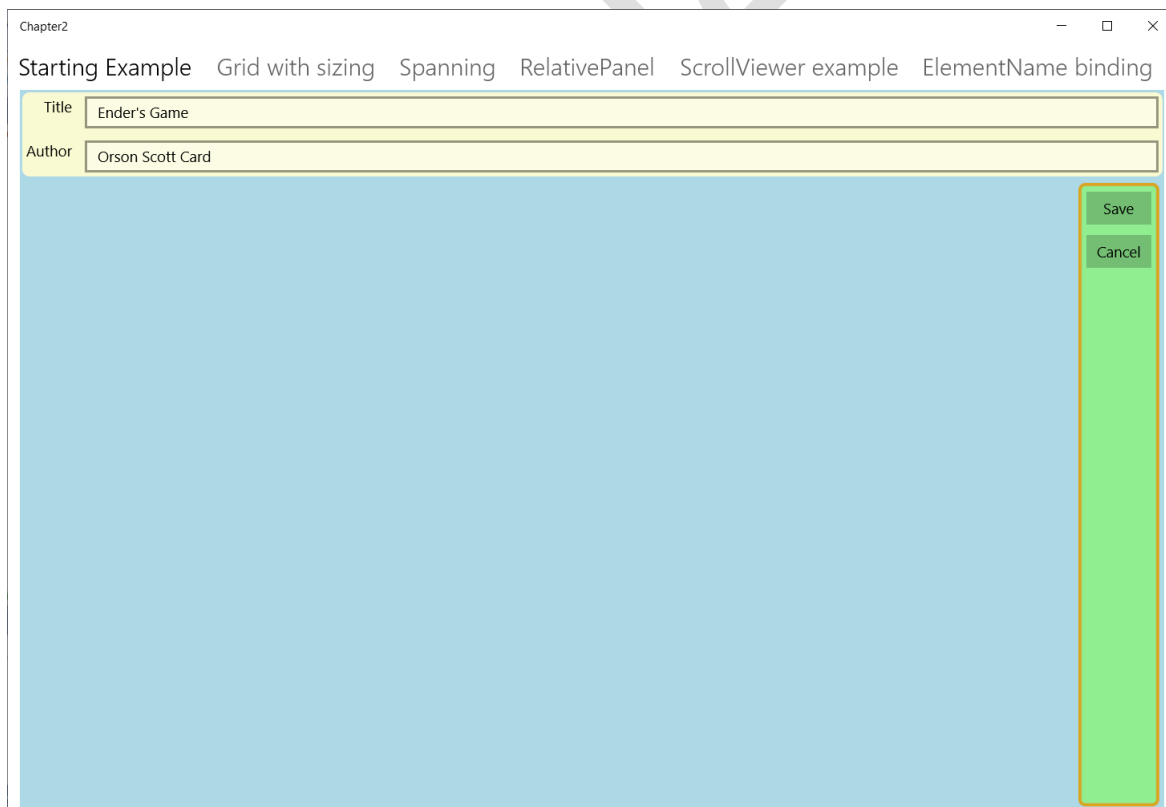 Chapter2
Starting Example Grid with sizing Spanning RelativePanel ScrollViewer example ElementName binding
Title Ender's Game
Author Orson Scott Card
Save
Cancel